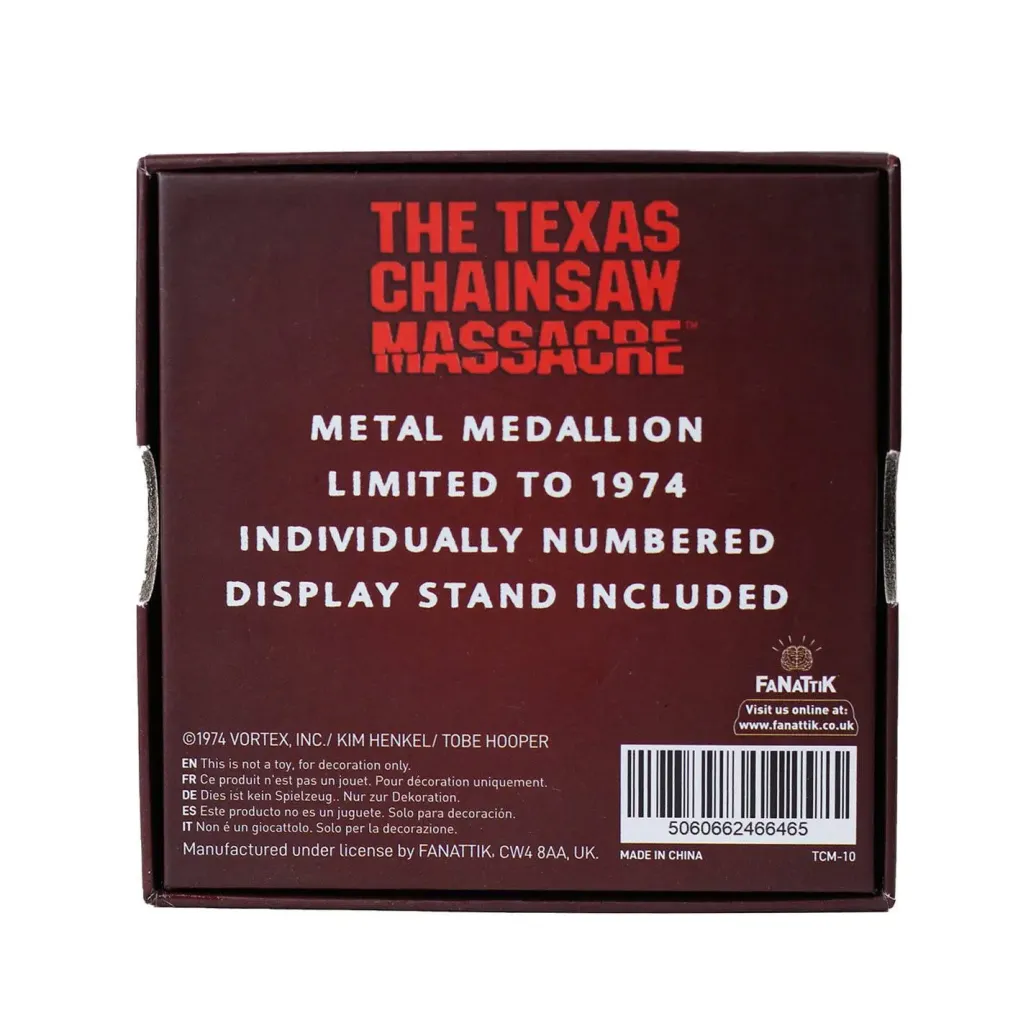 THE TEXAS
CHAINSAW
MASSACRE™
METAL MEDALLION
LIMITED TO 1974
INDIVIDUALLY NUMBERED
DISPLAY STAND INCLUDED
FANATTIK
Visit us online at:
www.fanattik.co.uk
©1974 VORTEX, INC./ KIM HENKEL/ TOBE HOOPER
EN This is not a toy, for decoration only.
FR Ce produit n'est pas un jouet. Pour décoration uniquement.
DE Dies ist kein Spielzeug.. Nur zur Dekoration.
ES Este producto no es un juguete. Solo para decoración.
IT Non é un giocattolo. Solo per la decorazione.
Manufactured under license by FANATTIK, CW4 8AA, UK.
5060662466465
MADE IN CHINA TCM-10